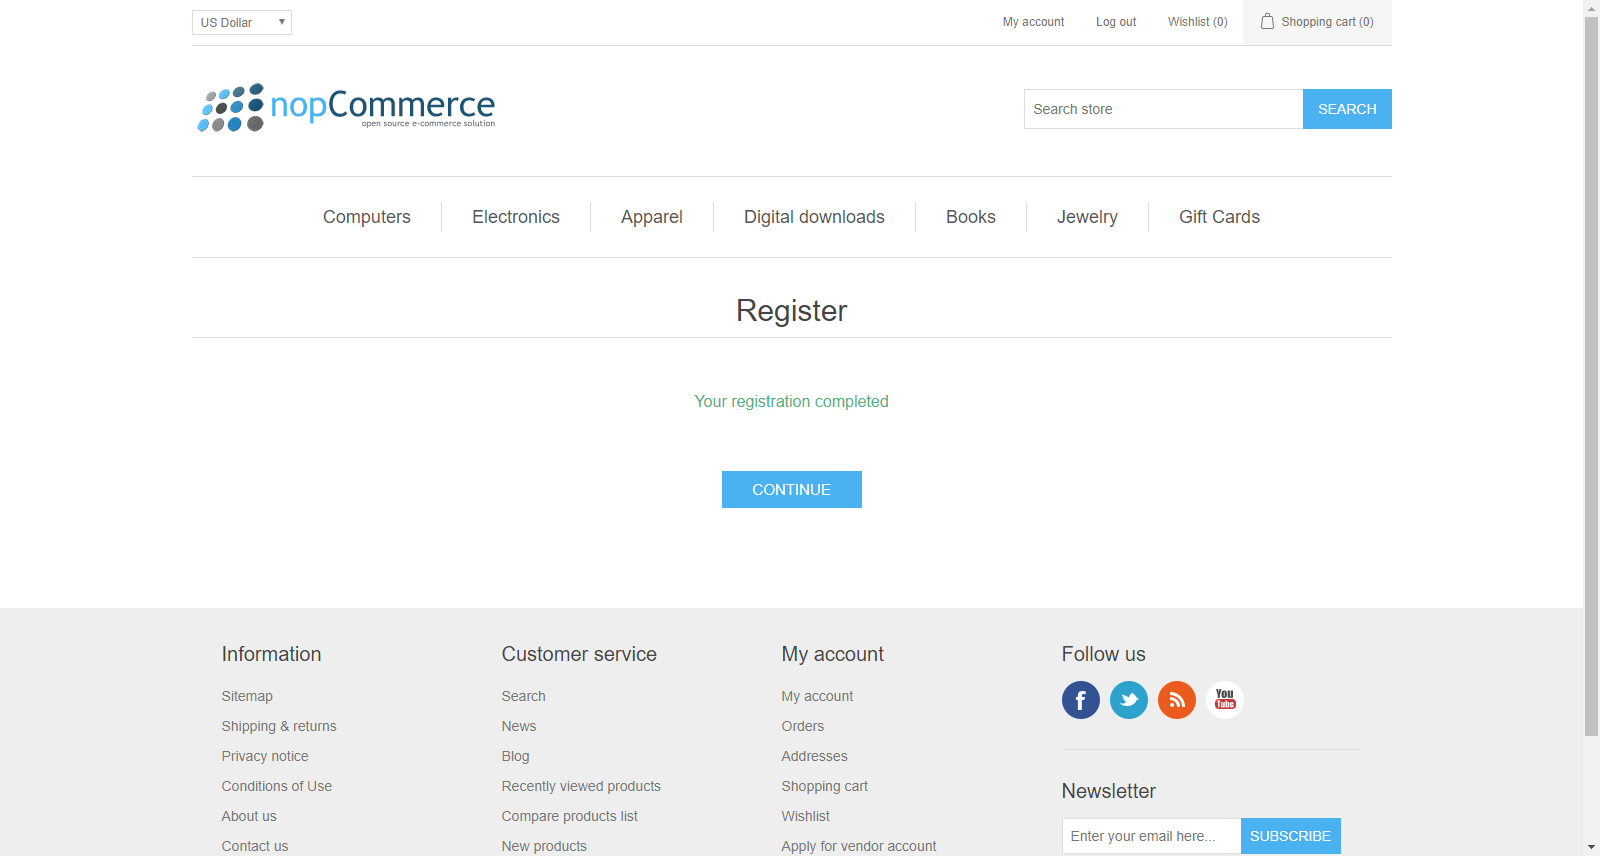 US Dollar
My account
Log out
Wishlist (0)
Shopping cart (0)
nopCommerce
open source e-commerce solution
Search store
SEARCH
Computers
Electronics
Apparel
Digital downloads
Books
Jewelry
Gift Cards
Register
Your registration completed
CONTINUE
Information
Sitemap
Shipping & returns
Privacy notice
Conditions of Use
About us
Contact us
Customer service
Search
News
Blog
Recently viewed products
Compare products list
New products
My account
My account
Orders
Addresses
Shopping cart
Wishlist
Apply for vendor account
Follow us
f
You
Tube
Newsletter
Enter your email here...
SUBSCRIBE